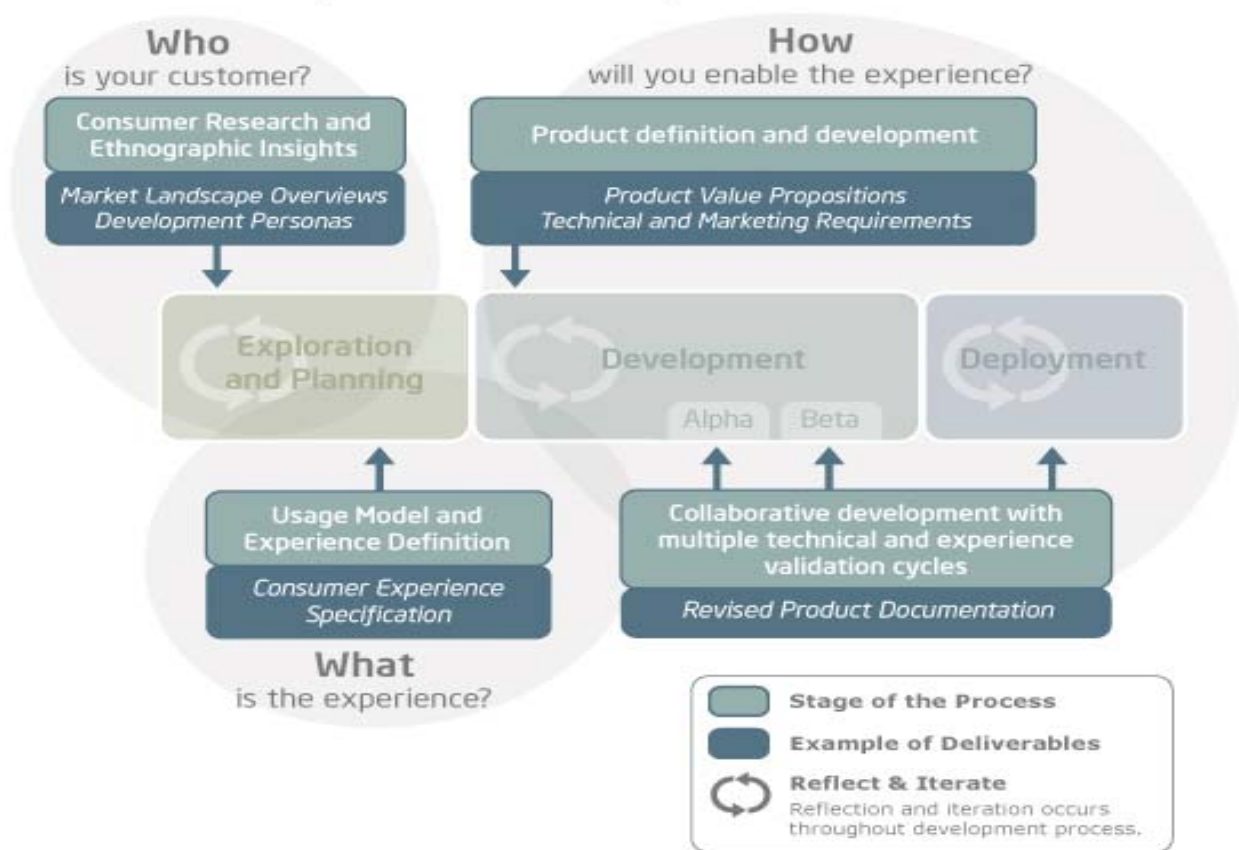 Who
is your customer?
Consumer Research and
Ethnographic Insights
Market Landscape Overviews
Development Personas
How
will you enable the experience?
Product definition and development
Product Value Propositions
Technical and Marketing Requirements
Exploration
and Planning
Development
Alpha
Beta
Deployment
Usage Model and
Experience Definition
Consumer Experience
Specification
What
is the experience?
Collaborative development with
multiple technical and experience
validation cycles
Revised Product Documentation
Stage of the Process
Example of Deliverables
Reflect & Iterate
Reflection and iteration occurs
throughout development process.